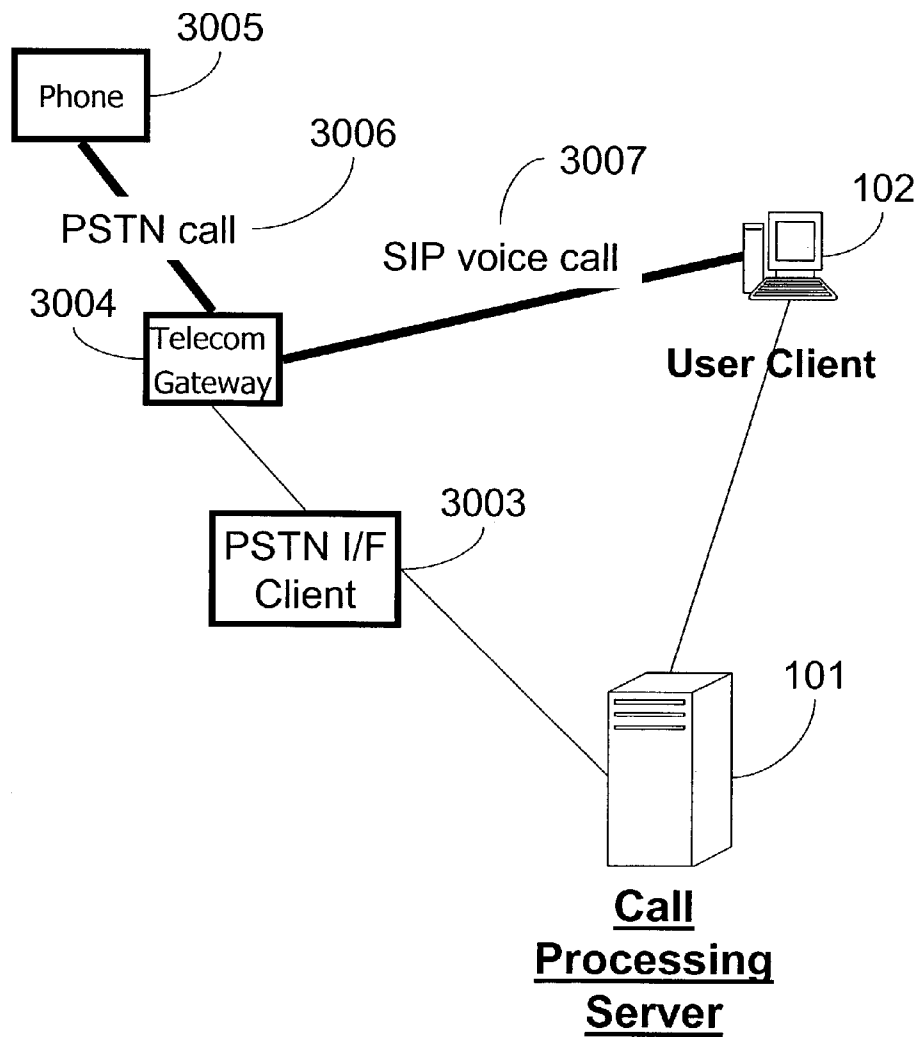 3005
Phone
3006
3007
PSTN call
102
SIP voice call
3004
Telecom
Gateway
User Client
3003
PSTN I/F
Client
101
Call
Processing
Server